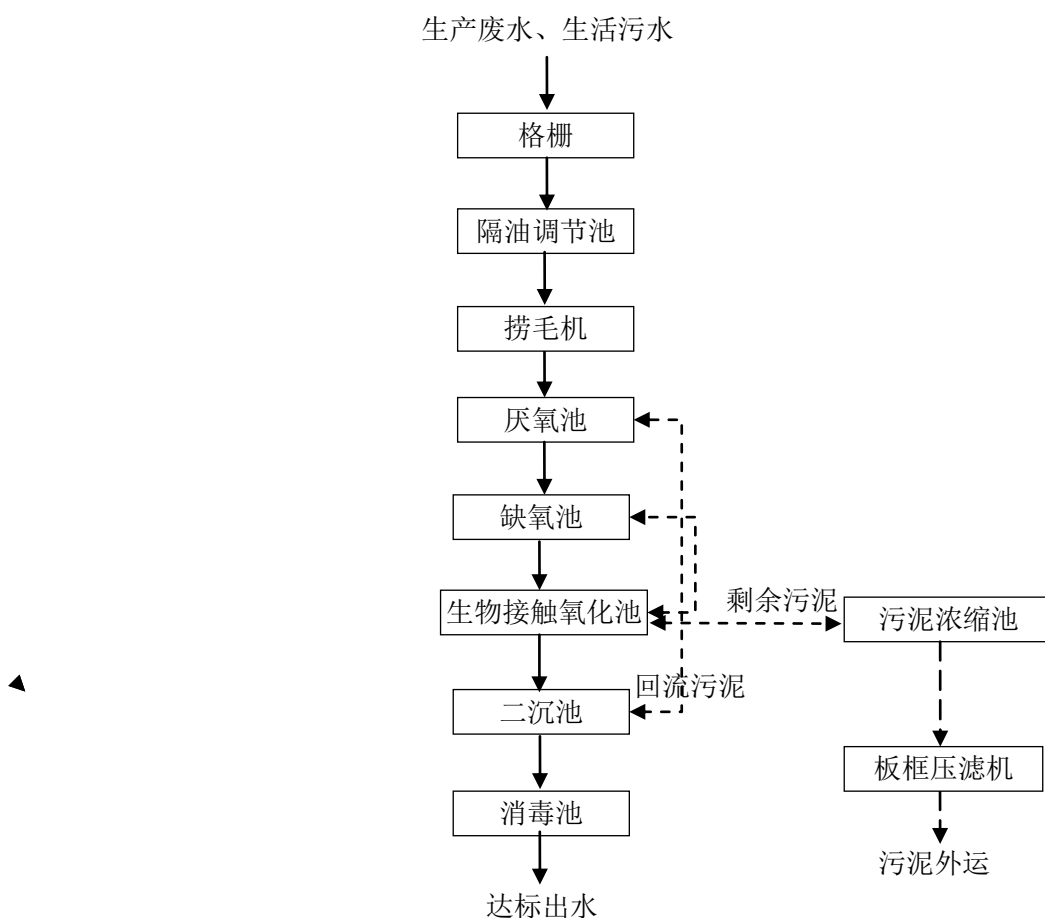 生产废水、生活污水
格栅
隔油调节池
捞毛机
厌氧池
缺氧池
生物接触氧化池
剩余污泥
污泥浓缩池
回流污泥
二沉池
板框压滤机
消毒池
污泥外运
达标出水